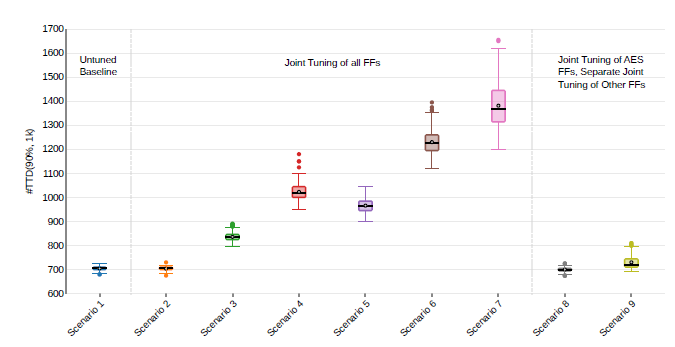 1700
1600
1500
1400
1300
1200
1100
1000
900
800
700
600
#TTD(90%, 1k)
Untuned
Baseline
Joint Tuning of all FFs
Joint Tuning of AES
FFs, Separate Joint
Tuning of Other FFs
Scenario 1
Scenario 2
Scenario 3
Scenario 4
Scenario 5
Scenario 6
Scenario 7
Scenario 8
Scenario 9